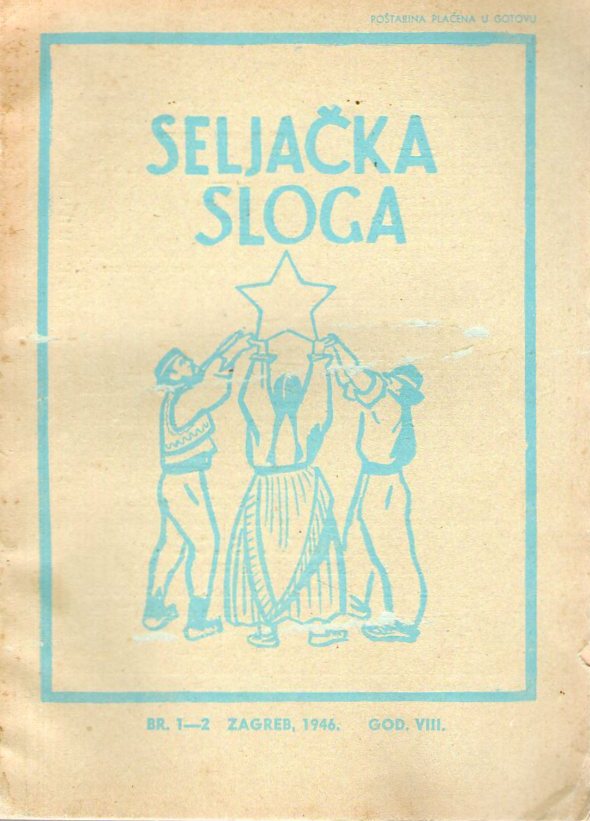 POŠTARINA PLAĆENA U GOTOVU
SELJAČKA
SLOGA
BR. 1—2 ZAGREB, 1946. GOD. VIII.